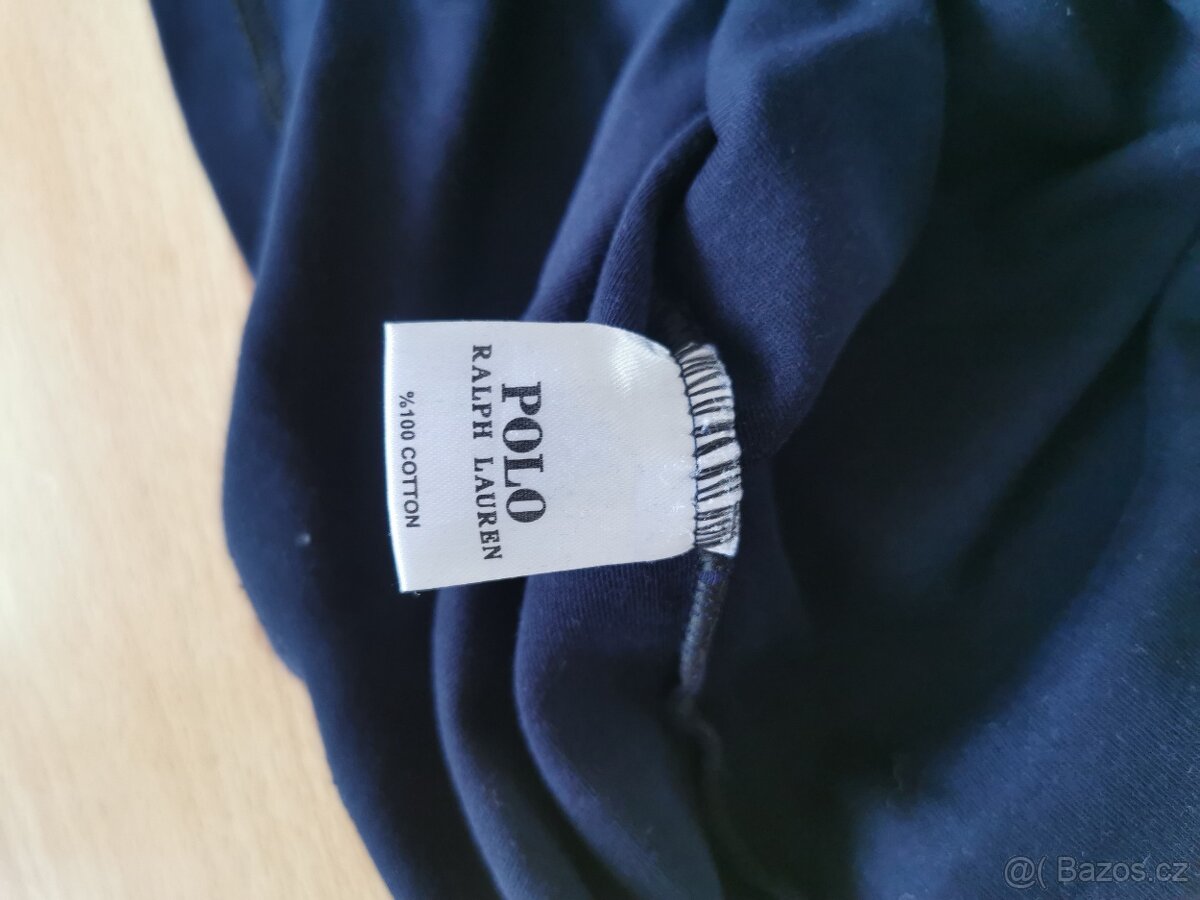 POLO
RALPH LAUREN
%100 COTTON
@( Bazos.cz